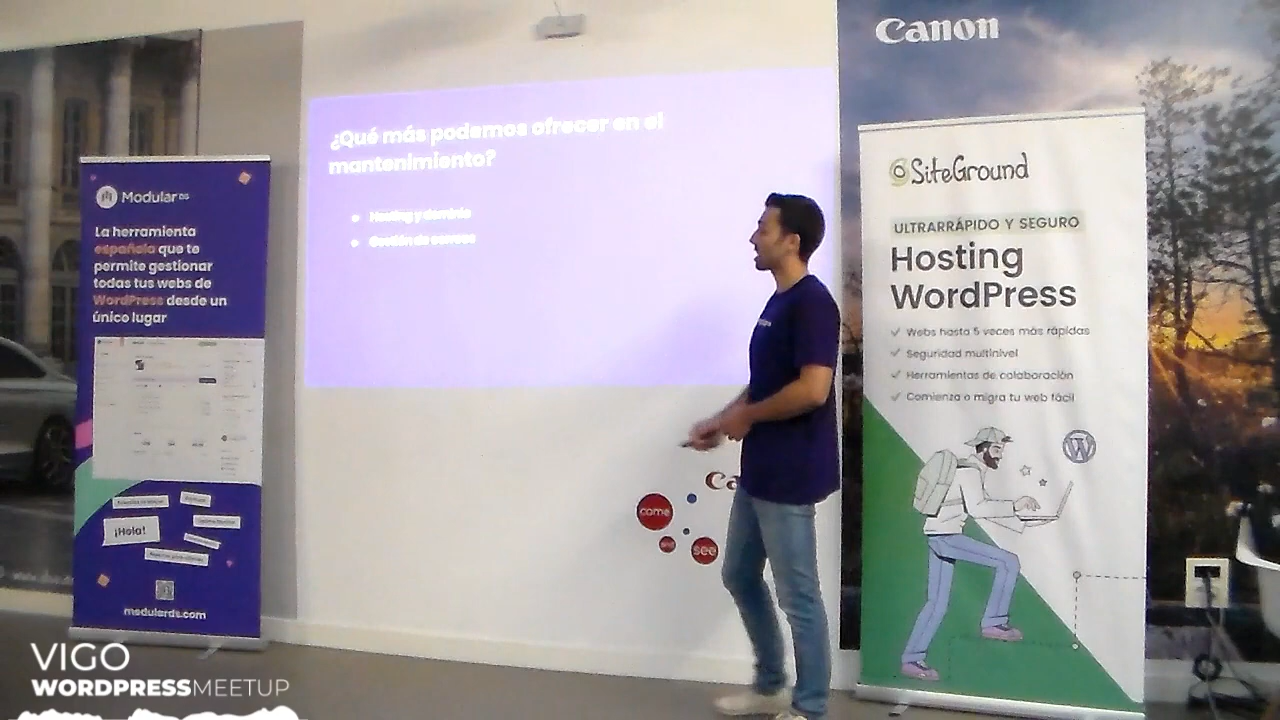 Canon
Modular DS
La herramienta
española que te
permite gestionar
todas tus webs de
WordPress desde un
único lugar
¡Hola!
modulards.com
¿Qué más podemos ofrecer en el
mantenimiento?
Hosting y dominio
Gestión de correos
Ca
come
and
see
SiteGround
ULTRARRÁPIDO Y SEGURO
Hosting
WordPress
Webs hasta 5 veces más rápidas
Seguridad multinivel
Herramientas de colaboración
Comienza o migra tu web fácil
VIGO
WORDPRESSMEETUP